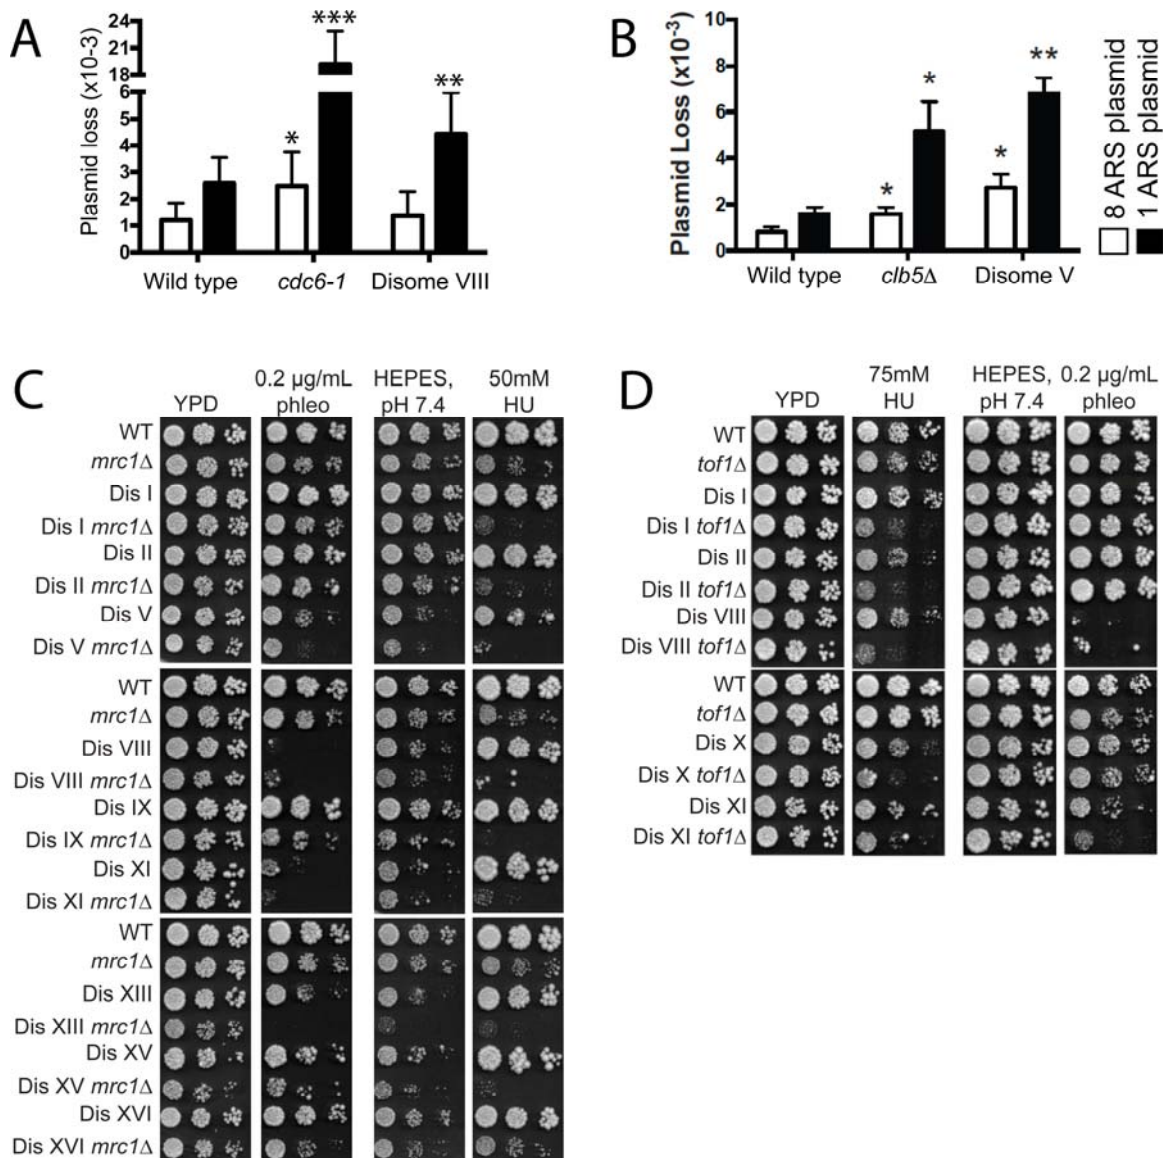 A
Plasmid loss (x10-3)
24
21
18
6
5
4
3
2
1
0
*
***
**
Wild type
cdc6-1
Disome VIII
B
Plasmid Loss (x10⁻³)
10
8
6
4
2
0
*
*
*
**
Wild type
clb5Δ
Disome V
8 ARS plasmid
1 ARS plasmid
C
YPD
0.2 µg/mL
phleo
HEPES,
pH 7.4
50mM
HU
WT
mrc1Δ
Dis I
Dis I mrc1Δ
Dis II
Dis II mrc1Δ
Dis V
Dis V mrc1Δ
WT
mrc1Δ
Dis VIII
Dis VIII mrc1Δ
Dis IX
Dis IX mrc1Δ
Dis XI
Dis XI mrc1Δ
WT
mrc1Δ
Dis XIII
Dis XIII mrc1Δ
Dis XV
Dis XV mrc1Δ
Dis XVI
Dis XVI mrc1Δ
D
YPD
75mM
HU
HEPES,
pH 7.4
0.2 µg/mL
phleo
WT
tof1Δ
Dis I
Dis I tof1Δ
Dis II
Dis II tof1Δ
Dis VIII
Dis VIII tof1Δ
WT
tof1Δ
Dis X
Dis X tof1Δ
Dis XI
Dis XI tof1Δ